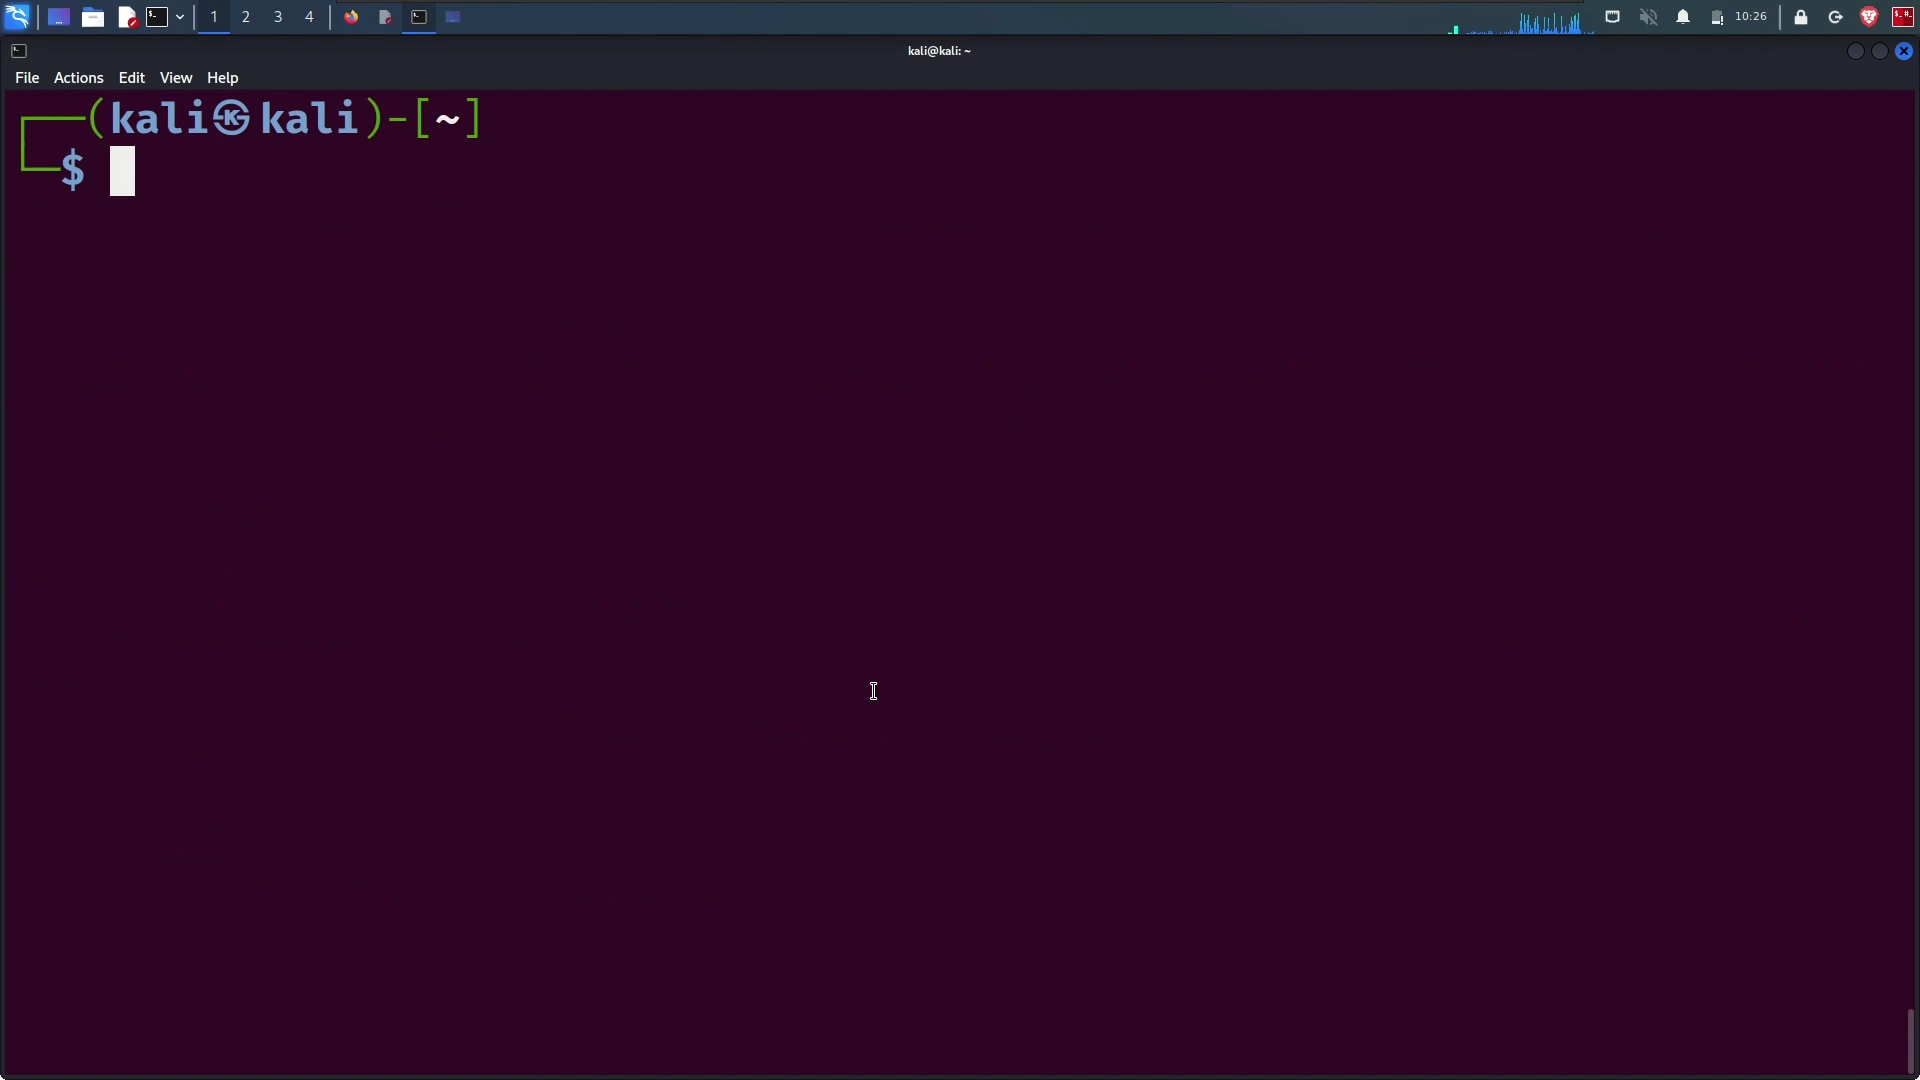 1 2 3 4 10:26
kali@kali: ~
File Actions Edit View Help
┌──(kali㉿kali)-[~]
└─$